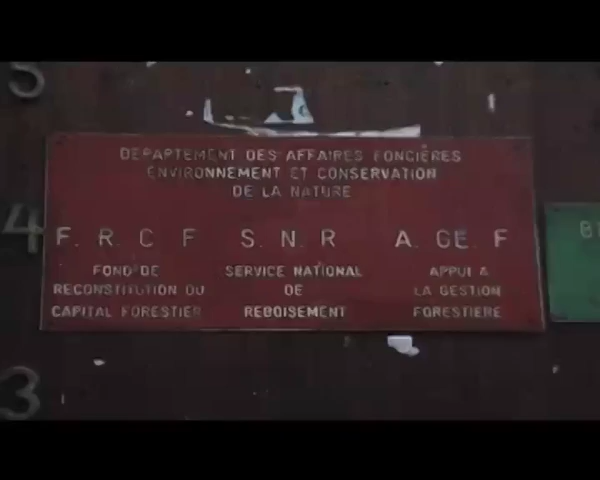 5
DEPARTEMENT DES AFFAIRES FONCIÈRES
ENVIRONNEMENT ET CONSERVATION
DE LA NATURE
4
F. R. C F S. N. R A. GE. F
FOND DE SERVICE NATIONAL APPUI A
RECONSTITUTION DU DE LA GESTION
CAPITAL FORESTIER REBOISEMENT FORESTIERE
3